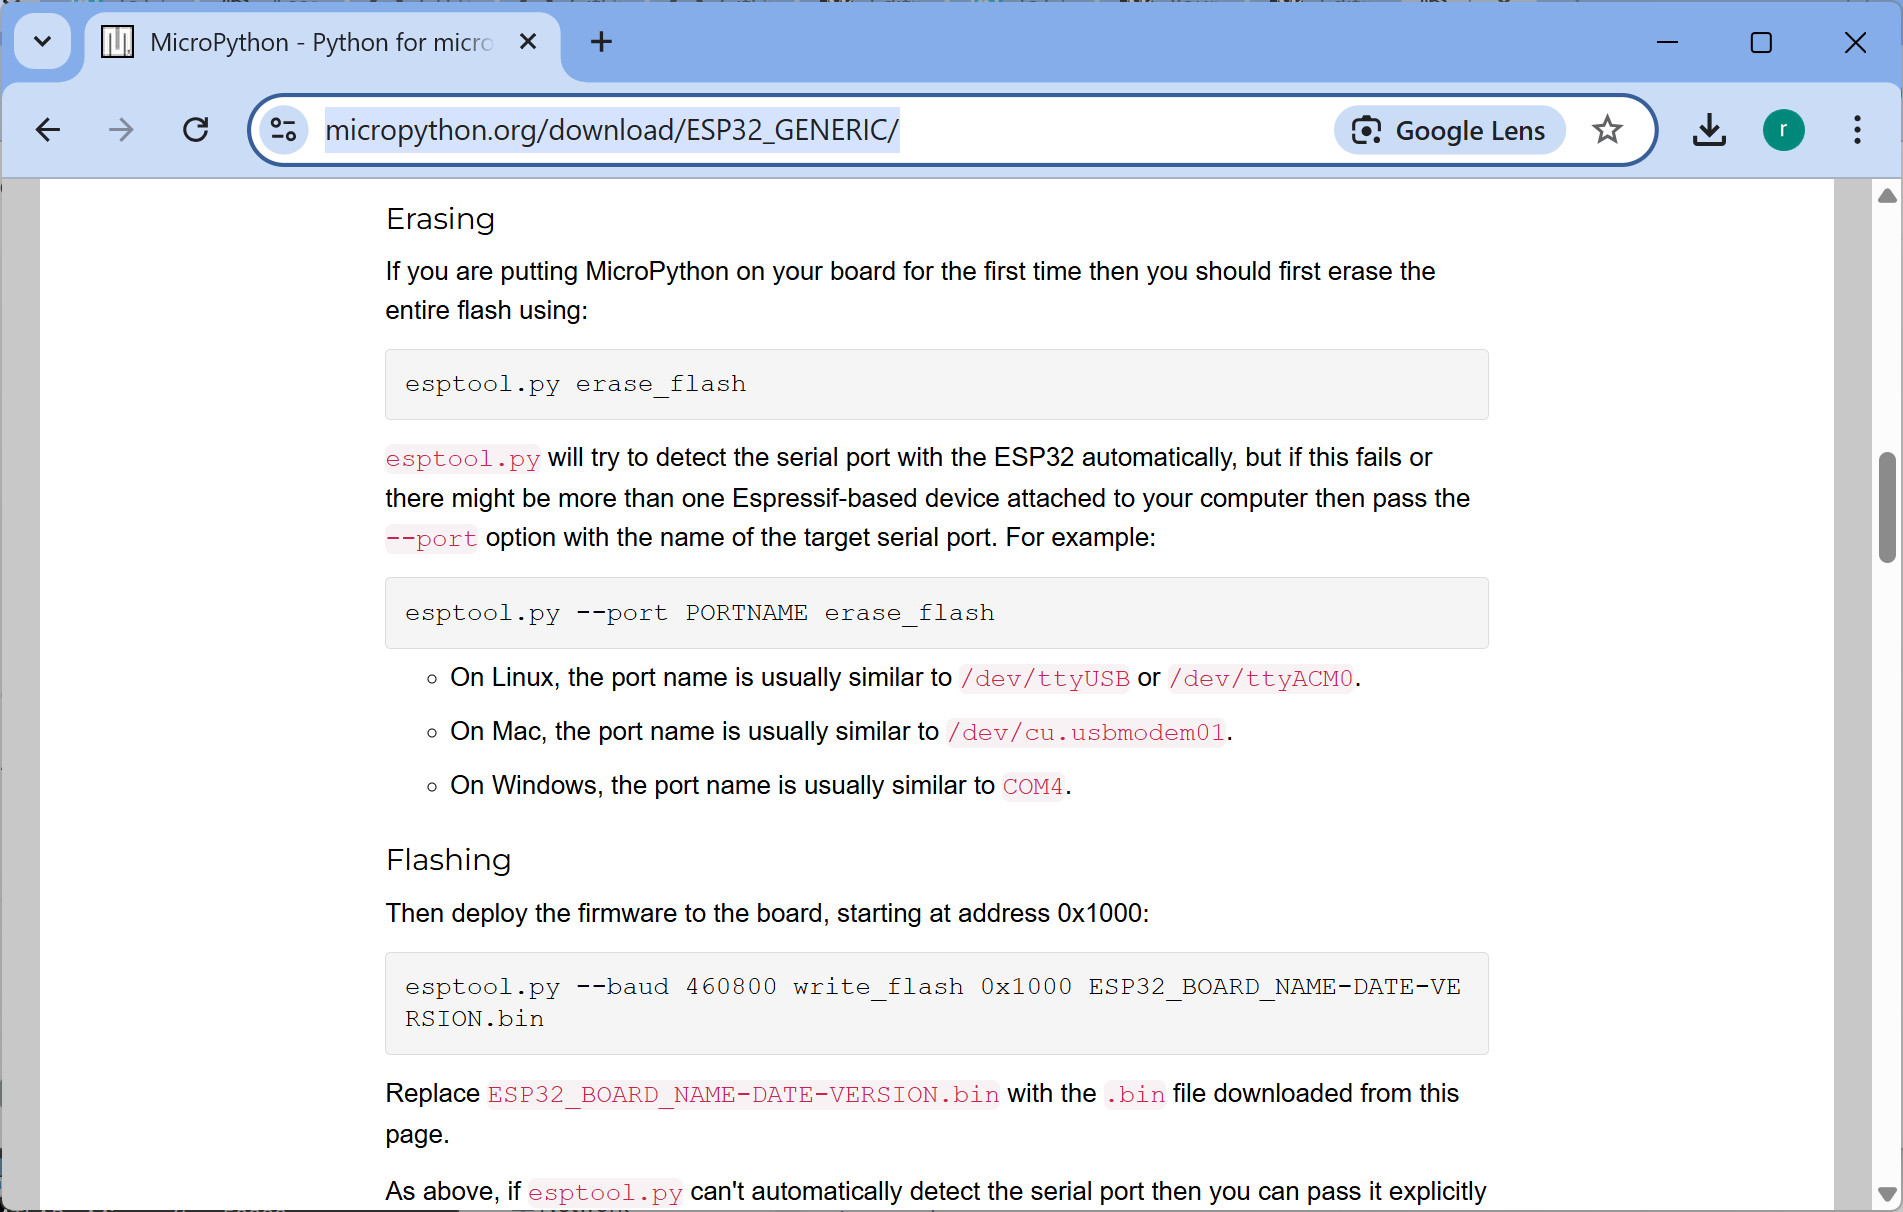 MicroPython - Python for micro
micropython.org/download/ESP32_GENERIC/
Google Lens
r
Erasing
If you are putting MicroPython on your board for the first time then you should first erase the
entire flash using:
esptool.py erase_flash
esptool.py will try to detect the serial port with the ESP32 automatically, but if this fails or
there might be more than one Espressif-based device attached to your computer then pass the
--port option with the name of the target serial port. For example:
esptool.py --port PORTNAME erase_flash
On Linux, the port name is usually similar to /dev/ttyUSB or /dev/ttyACM0.
On Mac, the port name is usually similar to /dev/cu.usbmodem01.
On Windows, the port name is usually similar to COM4.
Flashing
Then deploy the firmware to the board, starting at address 0x1000:
esptool.py --baud 460800 write_flash 0x1000 ESP32_BOARD_NAME-DATE-VE
RSION.bin
Replace ESP32_BOARD_NAME-DATE-VERSION.bin with the .bin file downloaded from this
page.
As above, if esptool.py can't automatically detect the serial port then you can pass it explicitly